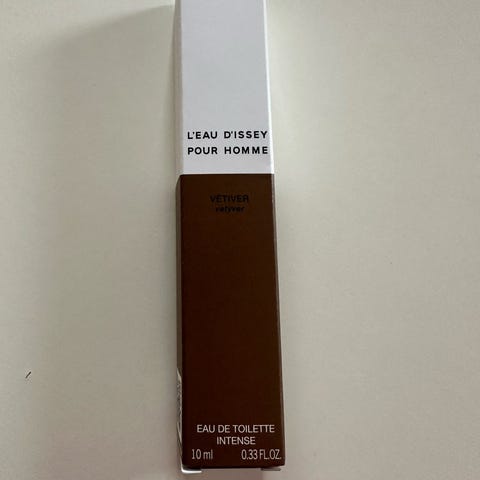 L'EAU D'ISSEY
POUR HOMME
VÉTIVER
vetyver
EAU DE TOILETTE
INTENSE
10 ml 0.33 FL.OZ.